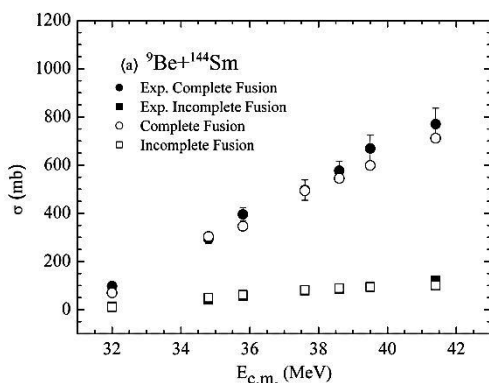 1200
1000
800
600
400
200
0
σ (mb)
(a) ⁹Be+¹⁴⁴Sm
Exp. Complete Fusion
Exp. Incomplete Fusion
Complete Fusion
Incomplete Fusion
32 34 36 38 40 42
E_c.m. (MeV)